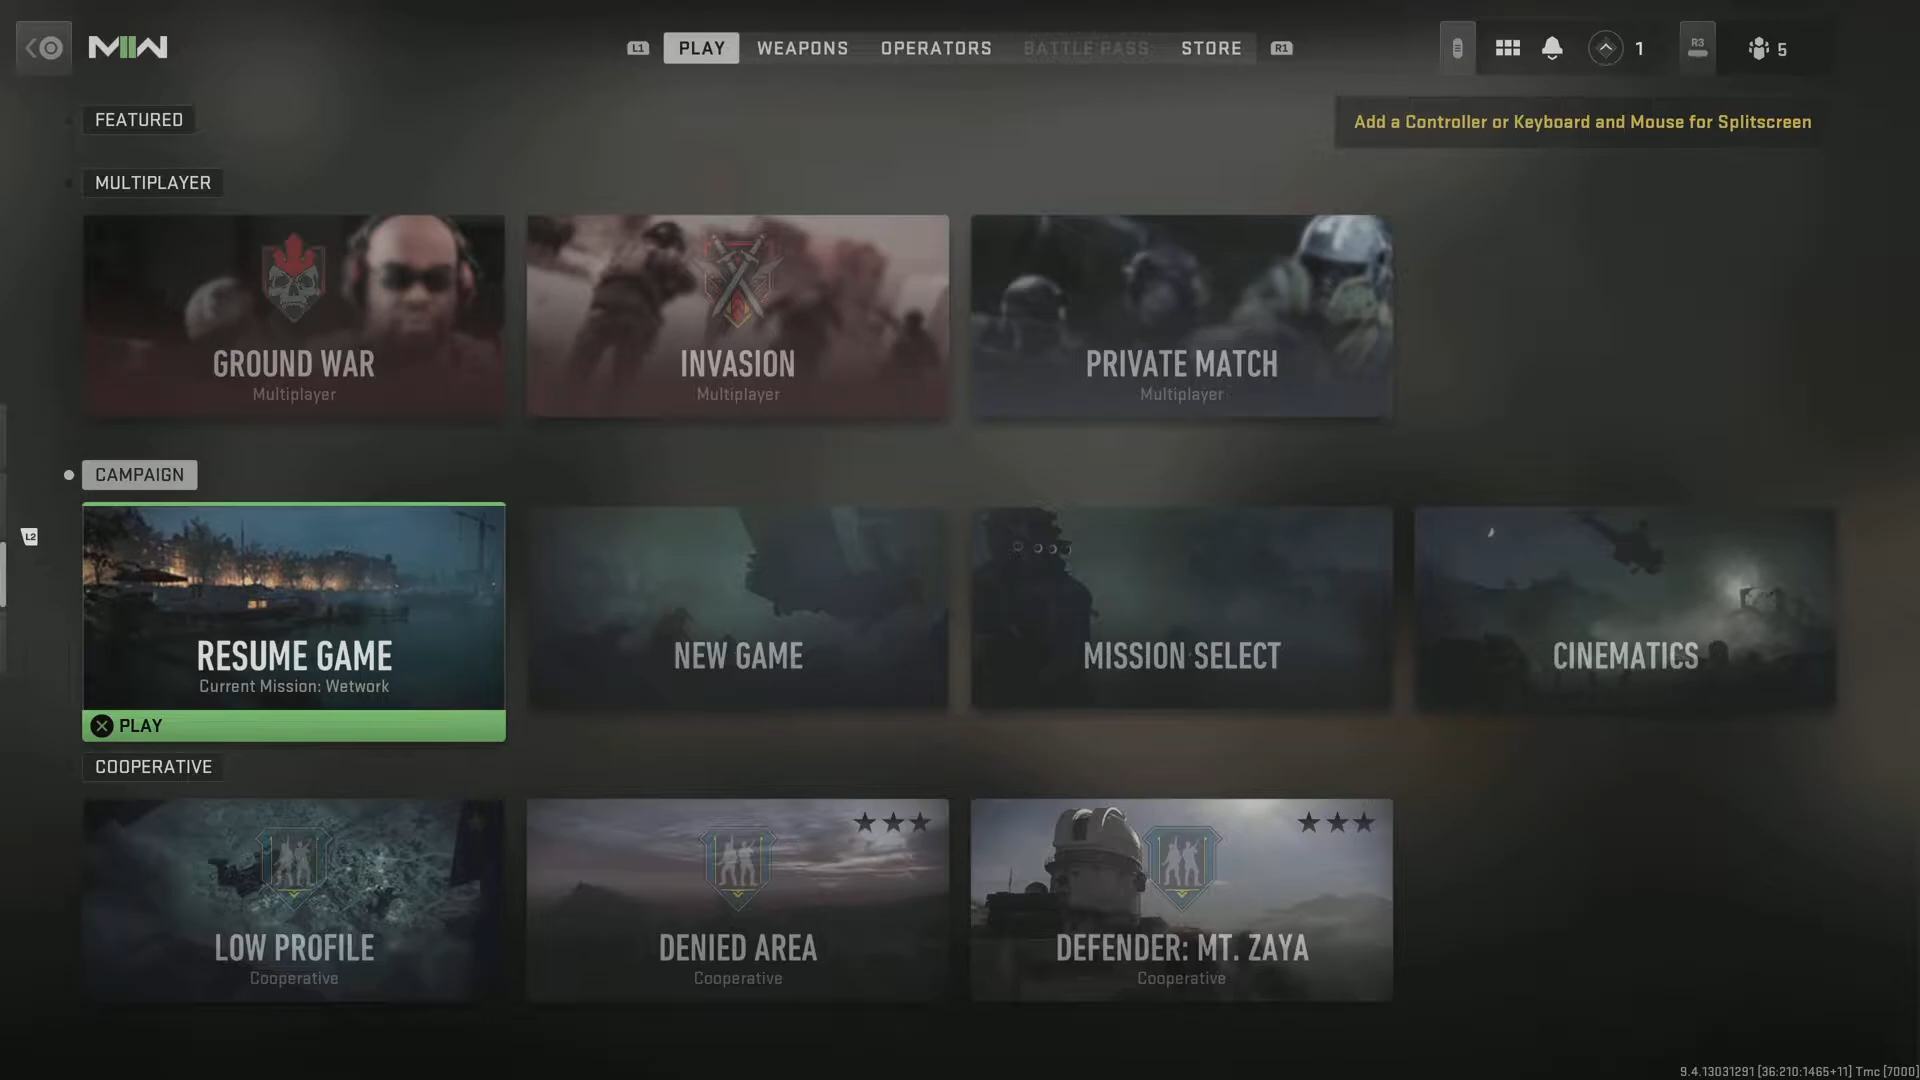 MIIW
L1 PLAY WEAPONS OPERATORS BATTLE PASS STORE R1
1 R3 5
FEATURED
Add a Controller or Keyboard and Mouse for Splitscreen
MULTIPLAYER
GROUND WAR
Multiplayer
INVASION
Multiplayer
PRIVATE MATCH
Multiplayer
CAMPAIGN
L2
RESUME GAME
Current Mission: Wetwork
PLAY
NEW GAME
MISSION SELECT
CINEMATICS
COOPERATIVE
LOW PROFILE
Cooperative
DENIED AREA
Cooperative
DEFENDER: MT. ZAYA
Cooperative
9.4.13031291 [36:210:1465+11] Tmc [7000]